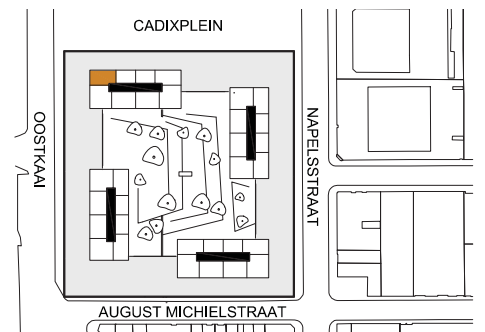 CADIXPLEIN
OOSTKAAI
NAPELSSTRAAT
AUGUST MICHIELSTRAAT